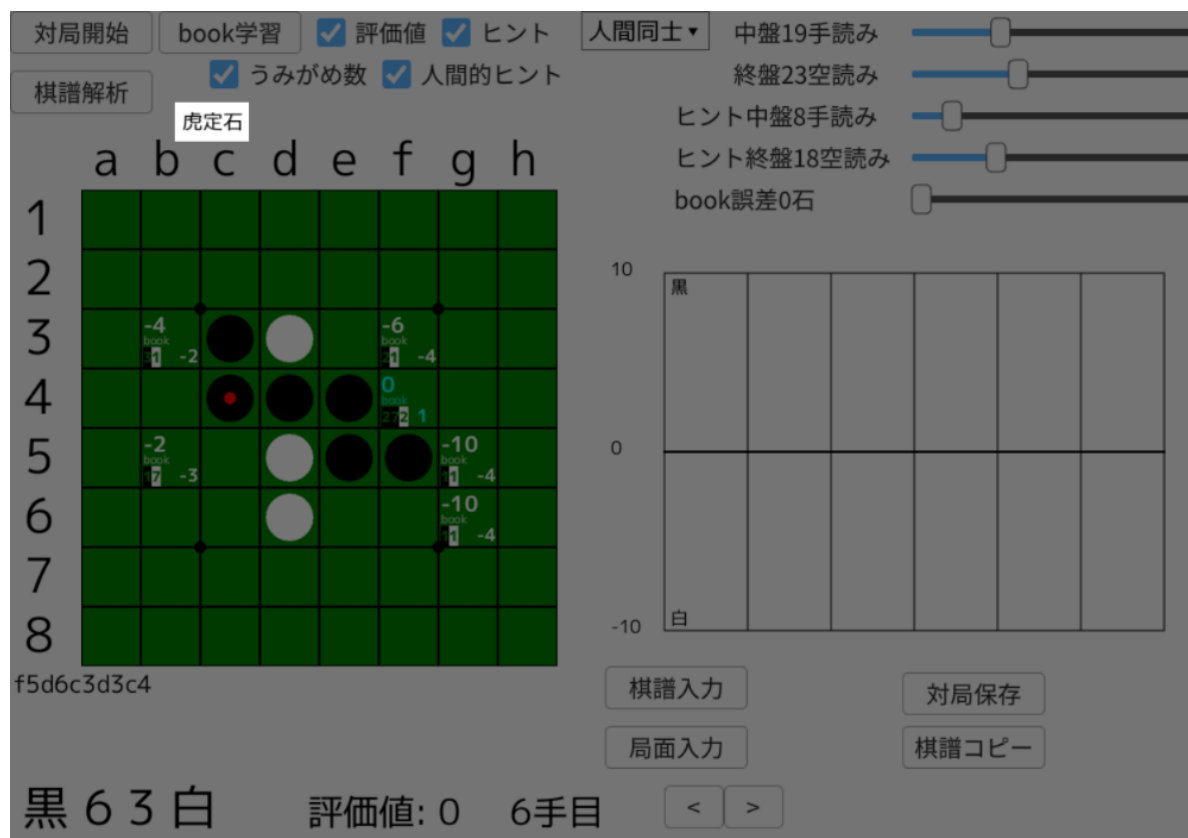 対局開始 book学習 評価値 ヒント 人間同士▾ 中盤19手読み
うみがめ数 人間的ヒント 終盤23空読み
棋譜解析
虎定石 ヒント中盤8手読み
ヒント終盤18空読み
book誤差0石
a b c d e f g h
1
2
3
4
5
6
7
8
-4
book
1 -2
-6
book
21 -4
0
book
272 1
-2
book
17 -3
-10
book
11 -4
-10
book
11 -4
10
黒
0
白
-10
f5d6c3d3c4
棋譜入力 対局保存
局面入力 棋譜コピー
黒 6 3 白 評価値: 0 6手目 < >